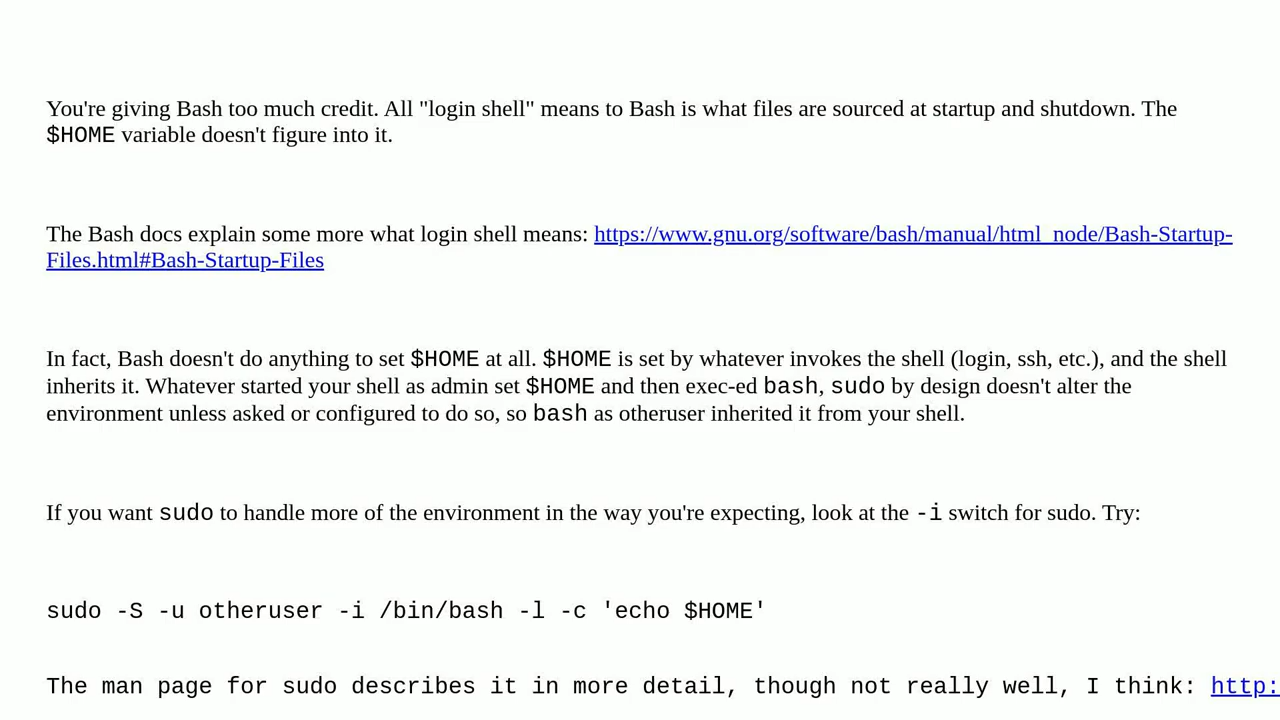 You're giving Bash too much credit. All "login shell" means to Bash is what files are sourced at startup and shutdown. The
$HOME variable doesn't figure into it.
The Bash docs explain some more what login shell means: https://www.gnu.org/software/bash/manual/html_node/Bash-Startup-
Files.html#Bash-Startup-Files
In fact, Bash doesn't do anything to set $HOME at all. $HOME is set by whatever invokes the shell (login, ssh, etc.), and the shell
inherits it. Whatever started your shell as admin set $HOME and then exec-ed bash, sudo by design doesn't alter the
environment unless asked or configured to do so, so bash as otheruser inherited it from your shell.
If you want sudo to handle more of the environment in the way you're expecting, look at the -i switch for sudo. Try:
sudo -S -u otheruser -i /bin/bash -l -c 'echo $HOME'
The man page for sudo describes it in more detail, though not really well, I think: http: